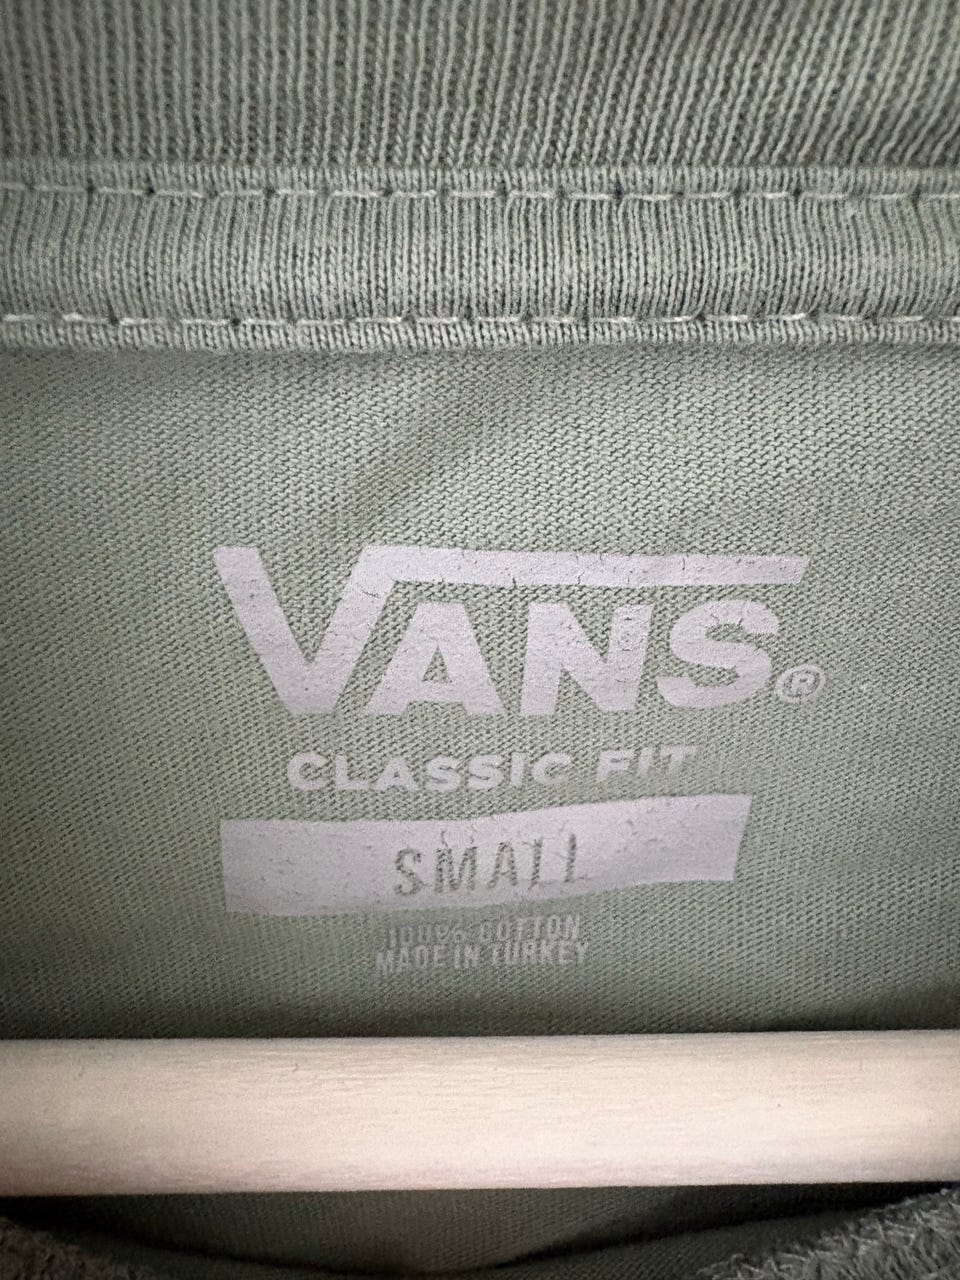 VANS®
CLASSIC FIT
SMALL
100% COTTON
MADE IN TURKEY